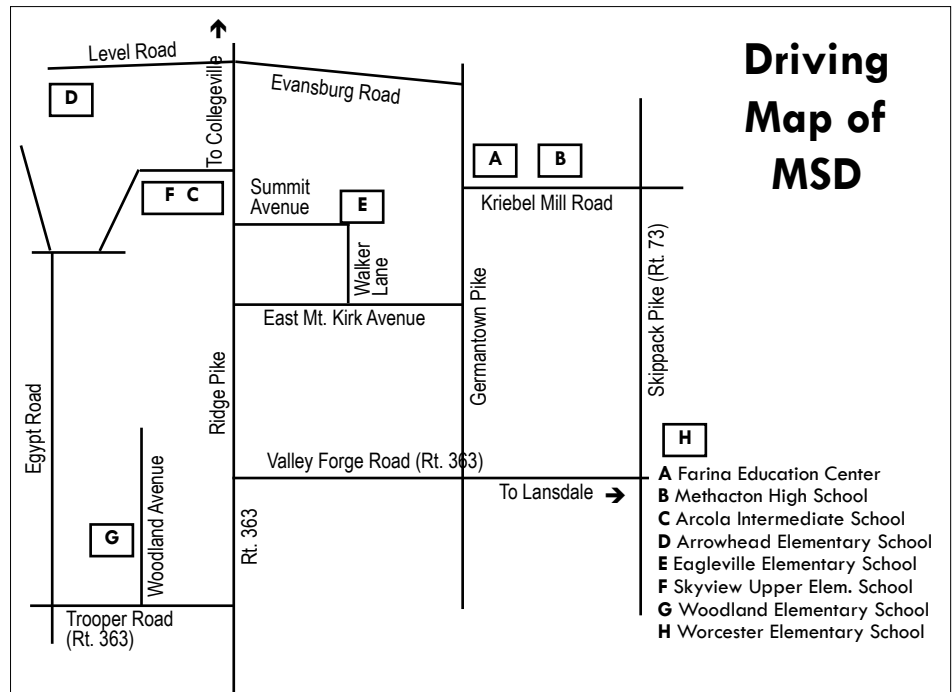 Driving
Map of
MSD
Level Road
To Collegeville
Evansburg Road
D
A
B
F C
Summit
Avenue
E
Kriebel Mill Road
Walker
Lane
East Mt. Kirk Avenue
Germantown Pike
Skippack Pike (Rt. 73)
Ridge Pike
Egypt Road
H
Valley Forge Road (Rt. 363)
To Lansdale
Woodland Avenue
G
Rt. 363
Trooper Road
(Rt. 363)
A Farina Education Center
B Methacton High School
C Arcola Intermediate School
D Arrowhead Elementary School
E Eagleville Elementary School
F Skyview Upper Elem. School
G Woodland Elementary School
H Worcester Elementary School